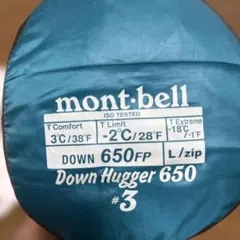 mont·bell
ISO TESTED
T Comfort T Limit T Extreme
3℃/38℉ -2℃/28℉ -18℃/-1℉
DOWN 650FP L/zip
Down Hugger 650
#3